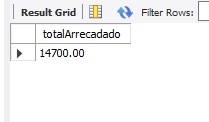 Result Grid Filter Rows:
totalArrecadado
14700.00